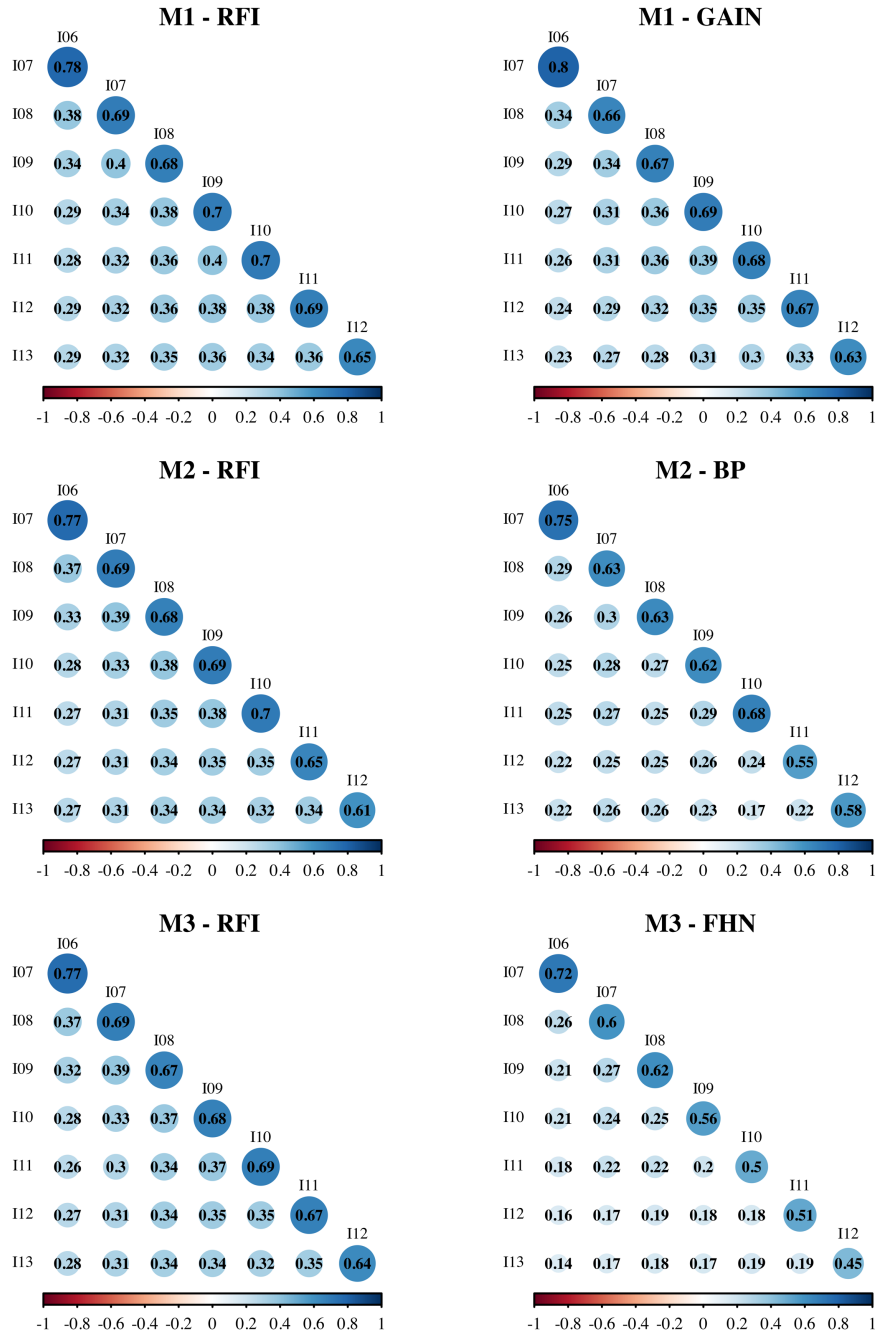 M1 - RFI
I06
I07 0.78
I07
I08 0.38 0.69
I08
I09 0.34 0.4 0.68
I09
I10 0.29 0.34 0.38 0.7
I10
I11 0.28 0.32 0.36 0.4 0.7
I11
I12 0.29 0.32 0.36 0.38 0.38 0.69
I12
I13 0.29 0.32 0.35 0.36 0.34 0.36 0.65
-1 -0.8 -0.6 -0.4 -0.2 0 0.2 0.4 0.6 0.8 1
M1 - GAIN
I06
I07 0.8
I07
I08 0.34 0.66
I08
I09 0.29 0.34 0.67
I09
I10 0.27 0.31 0.36 0.69
I10
I11 0.26 0.31 0.36 0.39 0.68
I11
I12 0.24 0.29 0.32 0.35 0.35 0.67
I12
I13 0.23 0.27 0.28 0.31 0.3 0.33 0.63
-1 -0.8 -0.6 -0.4 -0.2 0 0.2 0.4 0.6 0.8 1
M2 - RFI
I06
I07 0.77
I07
I08 0.37 0.69
I08
I09 0.33 0.39 0.68
I09
I10 0.28 0.33 0.38 0.69
I10
I11 0.27 0.31 0.35 0.38 0.7
I11
I12 0.27 0.31 0.34 0.35 0.35 0.65
I12
I13 0.27 0.31 0.34 0.34 0.32 0.34 0.61
-1 -0.8 -0.6 -0.4 -0.2 0 0.2 0.4 0.6 0.8 1
M2 - BP
I06
I07 0.75
I07
I08 0.29 0.63
I08
I09 0.26 0.3 0.63
I09
I10 0.25 0.28 0.27 0.62
I10
I11 0.25 0.27 0.25 0.29 0.68
I11
I12 0.22 0.25 0.25 0.26 0.24 0.55
I12
I13 0.22 0.26 0.26 0.23 0.17 0.22 0.58
-1 -0.8 -0.6 -0.4 -0.2 0 0.2 0.4 0.6 0.8 1
M3 - RFI
I06
I07 0.77
I07
I08 0.37 0.69
I08
I09 0.32 0.39 0.67
I09
I10 0.28 0.33 0.37 0.68
I10
I11 0.26 0.3 0.34 0.37 0.69
I11
I12 0.27 0.31 0.34 0.35 0.35 0.67
I12
I13 0.28 0.31 0.34 0.34 0.32 0.35 0.64
-1 -0.8 -0.6 -0.4 -0.2 0 0.2 0.4 0.6 0.8 1
M3 - FHN
I06
I07 0.72
I07
I08 0.26 0.6
I08
I09 0.21 0.27 0.62
I09
I10 0.21 0.24 0.25 0.56
I10
I11 0.18 0.22 0.22 0.2 0.5
I11
I12 0.16 0.17 0.19 0.18 0.18 0.51
I12
I13 0.14 0.17 0.18 0.17 0.19 0.19 0.45
-1 -0.8 -0.6 -0.4 -0.2 0 0.2 0.4 0.6 0.8 1